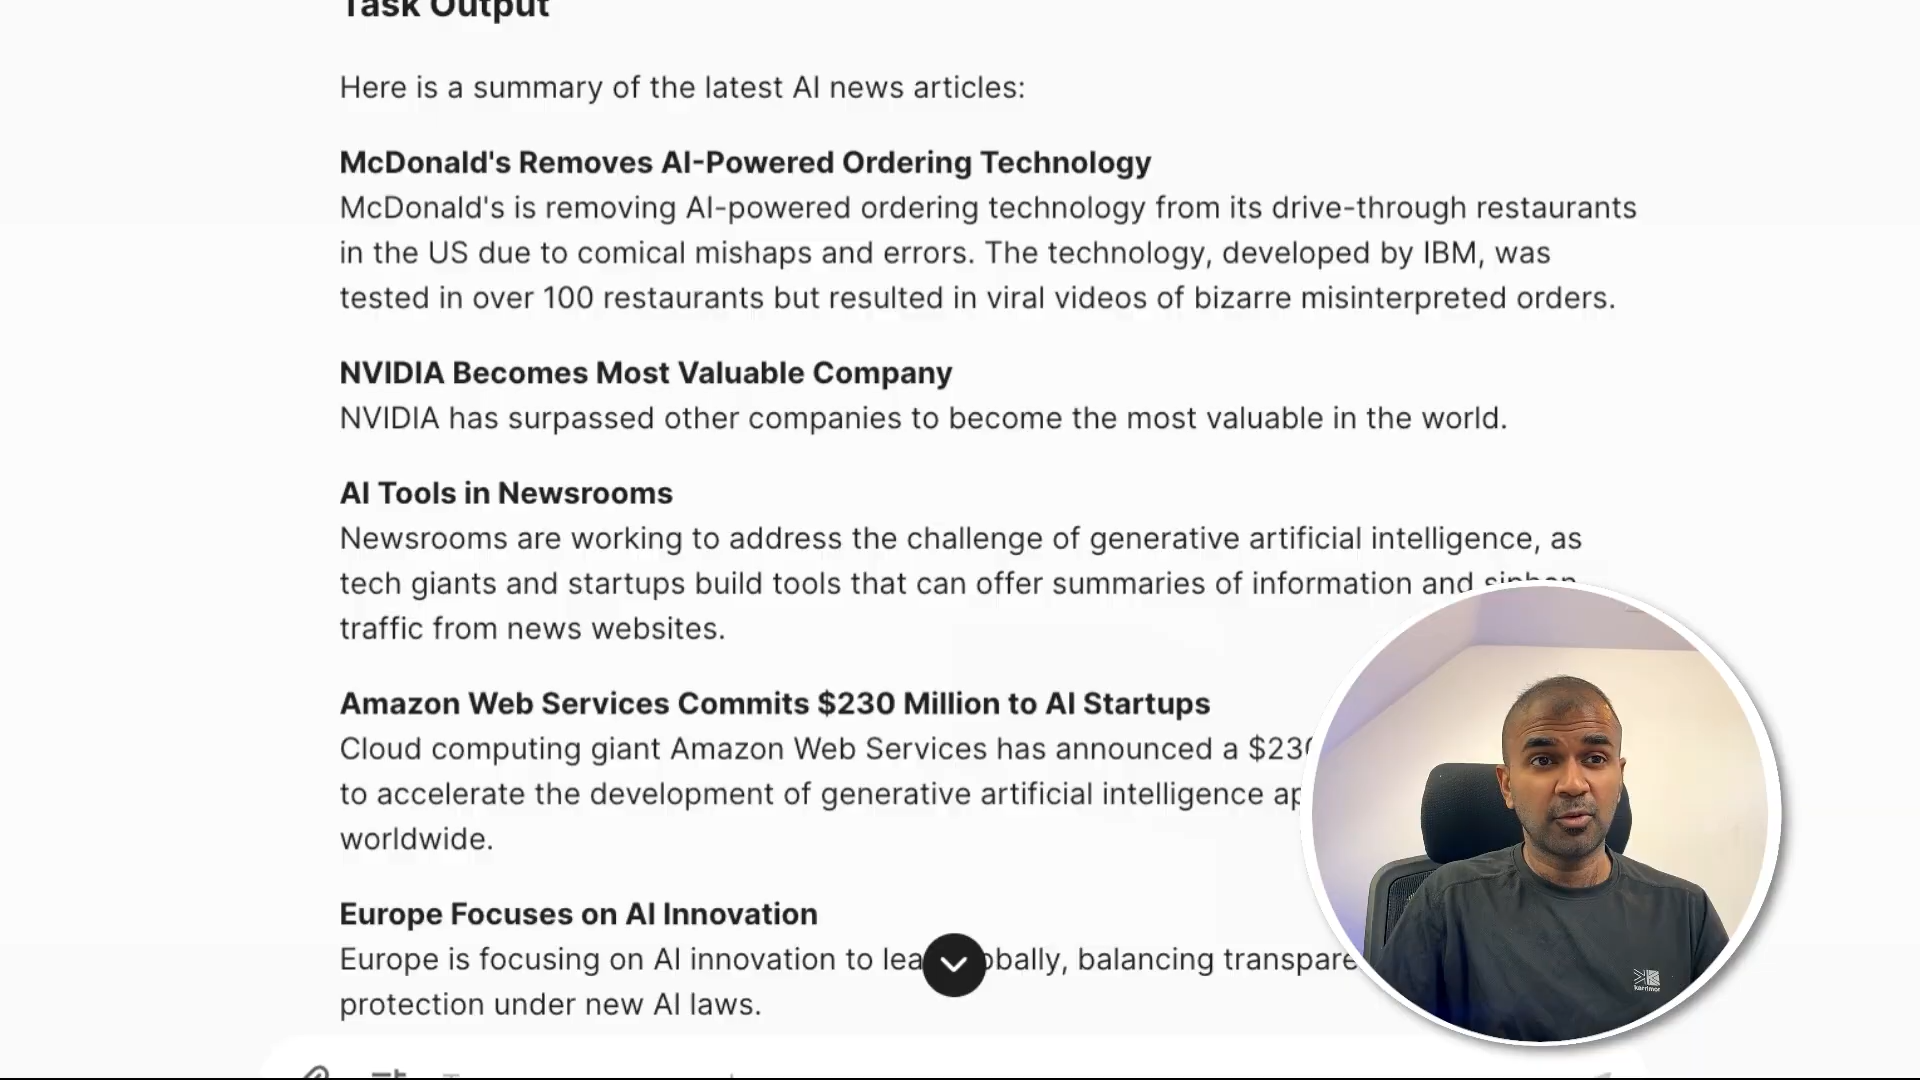 Task Output
Here is a summary of the latest AI news articles:
McDonald's Removes AI-Powered Ordering Technology
McDonald's is removing AI-powered ordering technology from its drive-through restaurants
in the US due to comical mishaps and errors. The technology, developed by IBM, was
tested in over 100 restaurants but resulted in viral videos of bizarre misinterpreted orders.
NVIDIA Becomes Most Valuable Company
NVIDIA has surpassed other companies to become the most valuable in the world.
AI Tools in Newsrooms
Newsrooms are working to address the challenge of generative artificial intelligence, as
tech giants and startups build tools that can offer summaries of information and siphon
traffic from news websites.
Amazon Web Services Commits $230 Million to AI Startups
Cloud computing giant Amazon Web Services has announced a $230
to accelerate the development of generative artificial intelligence
worldwide.
Europe Focuses on AI Innovation
Europe is focusing on AI innovation to balancing
protection under new AI laws.
karrimor